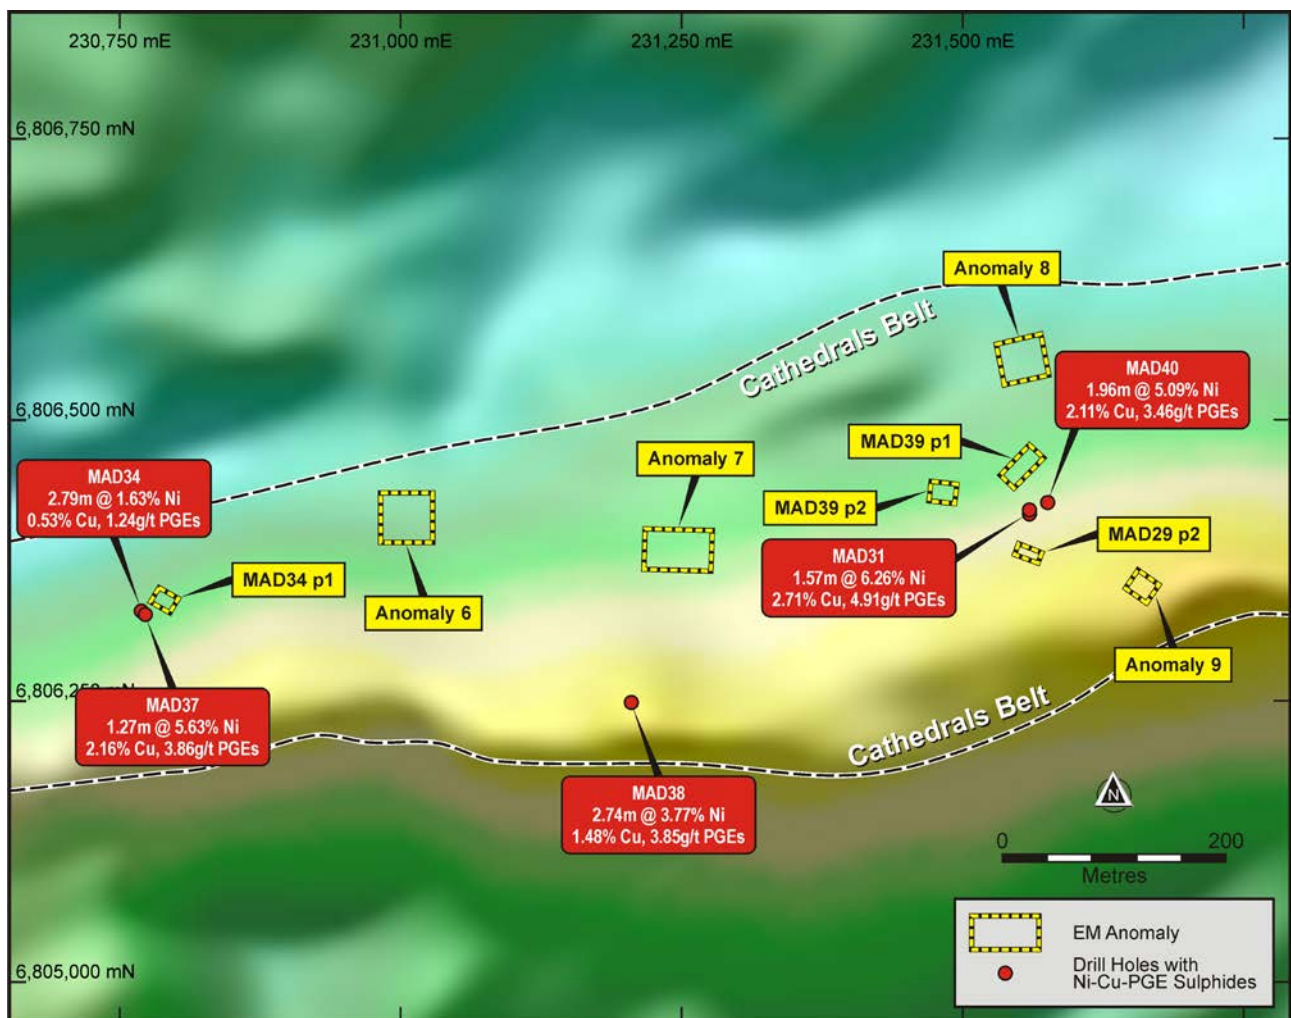 230,750 mE
231,000 mE
231,250 mE
231,500 mE
6,806,750 mN
Anomaly 8
Cathedrals Belt
MAD40
1.96m @ 5.09% Ni
2.11% Cu, 3.46g/t PGEs
6,806,500 mN
MAD39 p1
Anomaly 7
MAD34
2.79m @ 1.63% Ni
0.53% Cu, 1.24g/t PGEs
MAD39 p2
MAD29 p2
MAD31
1.57m @ 6.26% Ni
2.71% Cu, 4.91g/t PGEs
MAD34 p1
Anomaly 6
Anomaly 9
6,806,250 mN
MAD37
1.27m @ 5.63% Ni
2.16% Cu, 3.86g/t PGEs
Cathedrals Belt
MAD38
2.74m @ 3.77% Ni
1.48% Cu, 3.85g/t PGEs
N
0 200
Metres
EM Anomaly
Drill Holes with
Ni-Cu-PGE Sulphides
6,805,000 mN